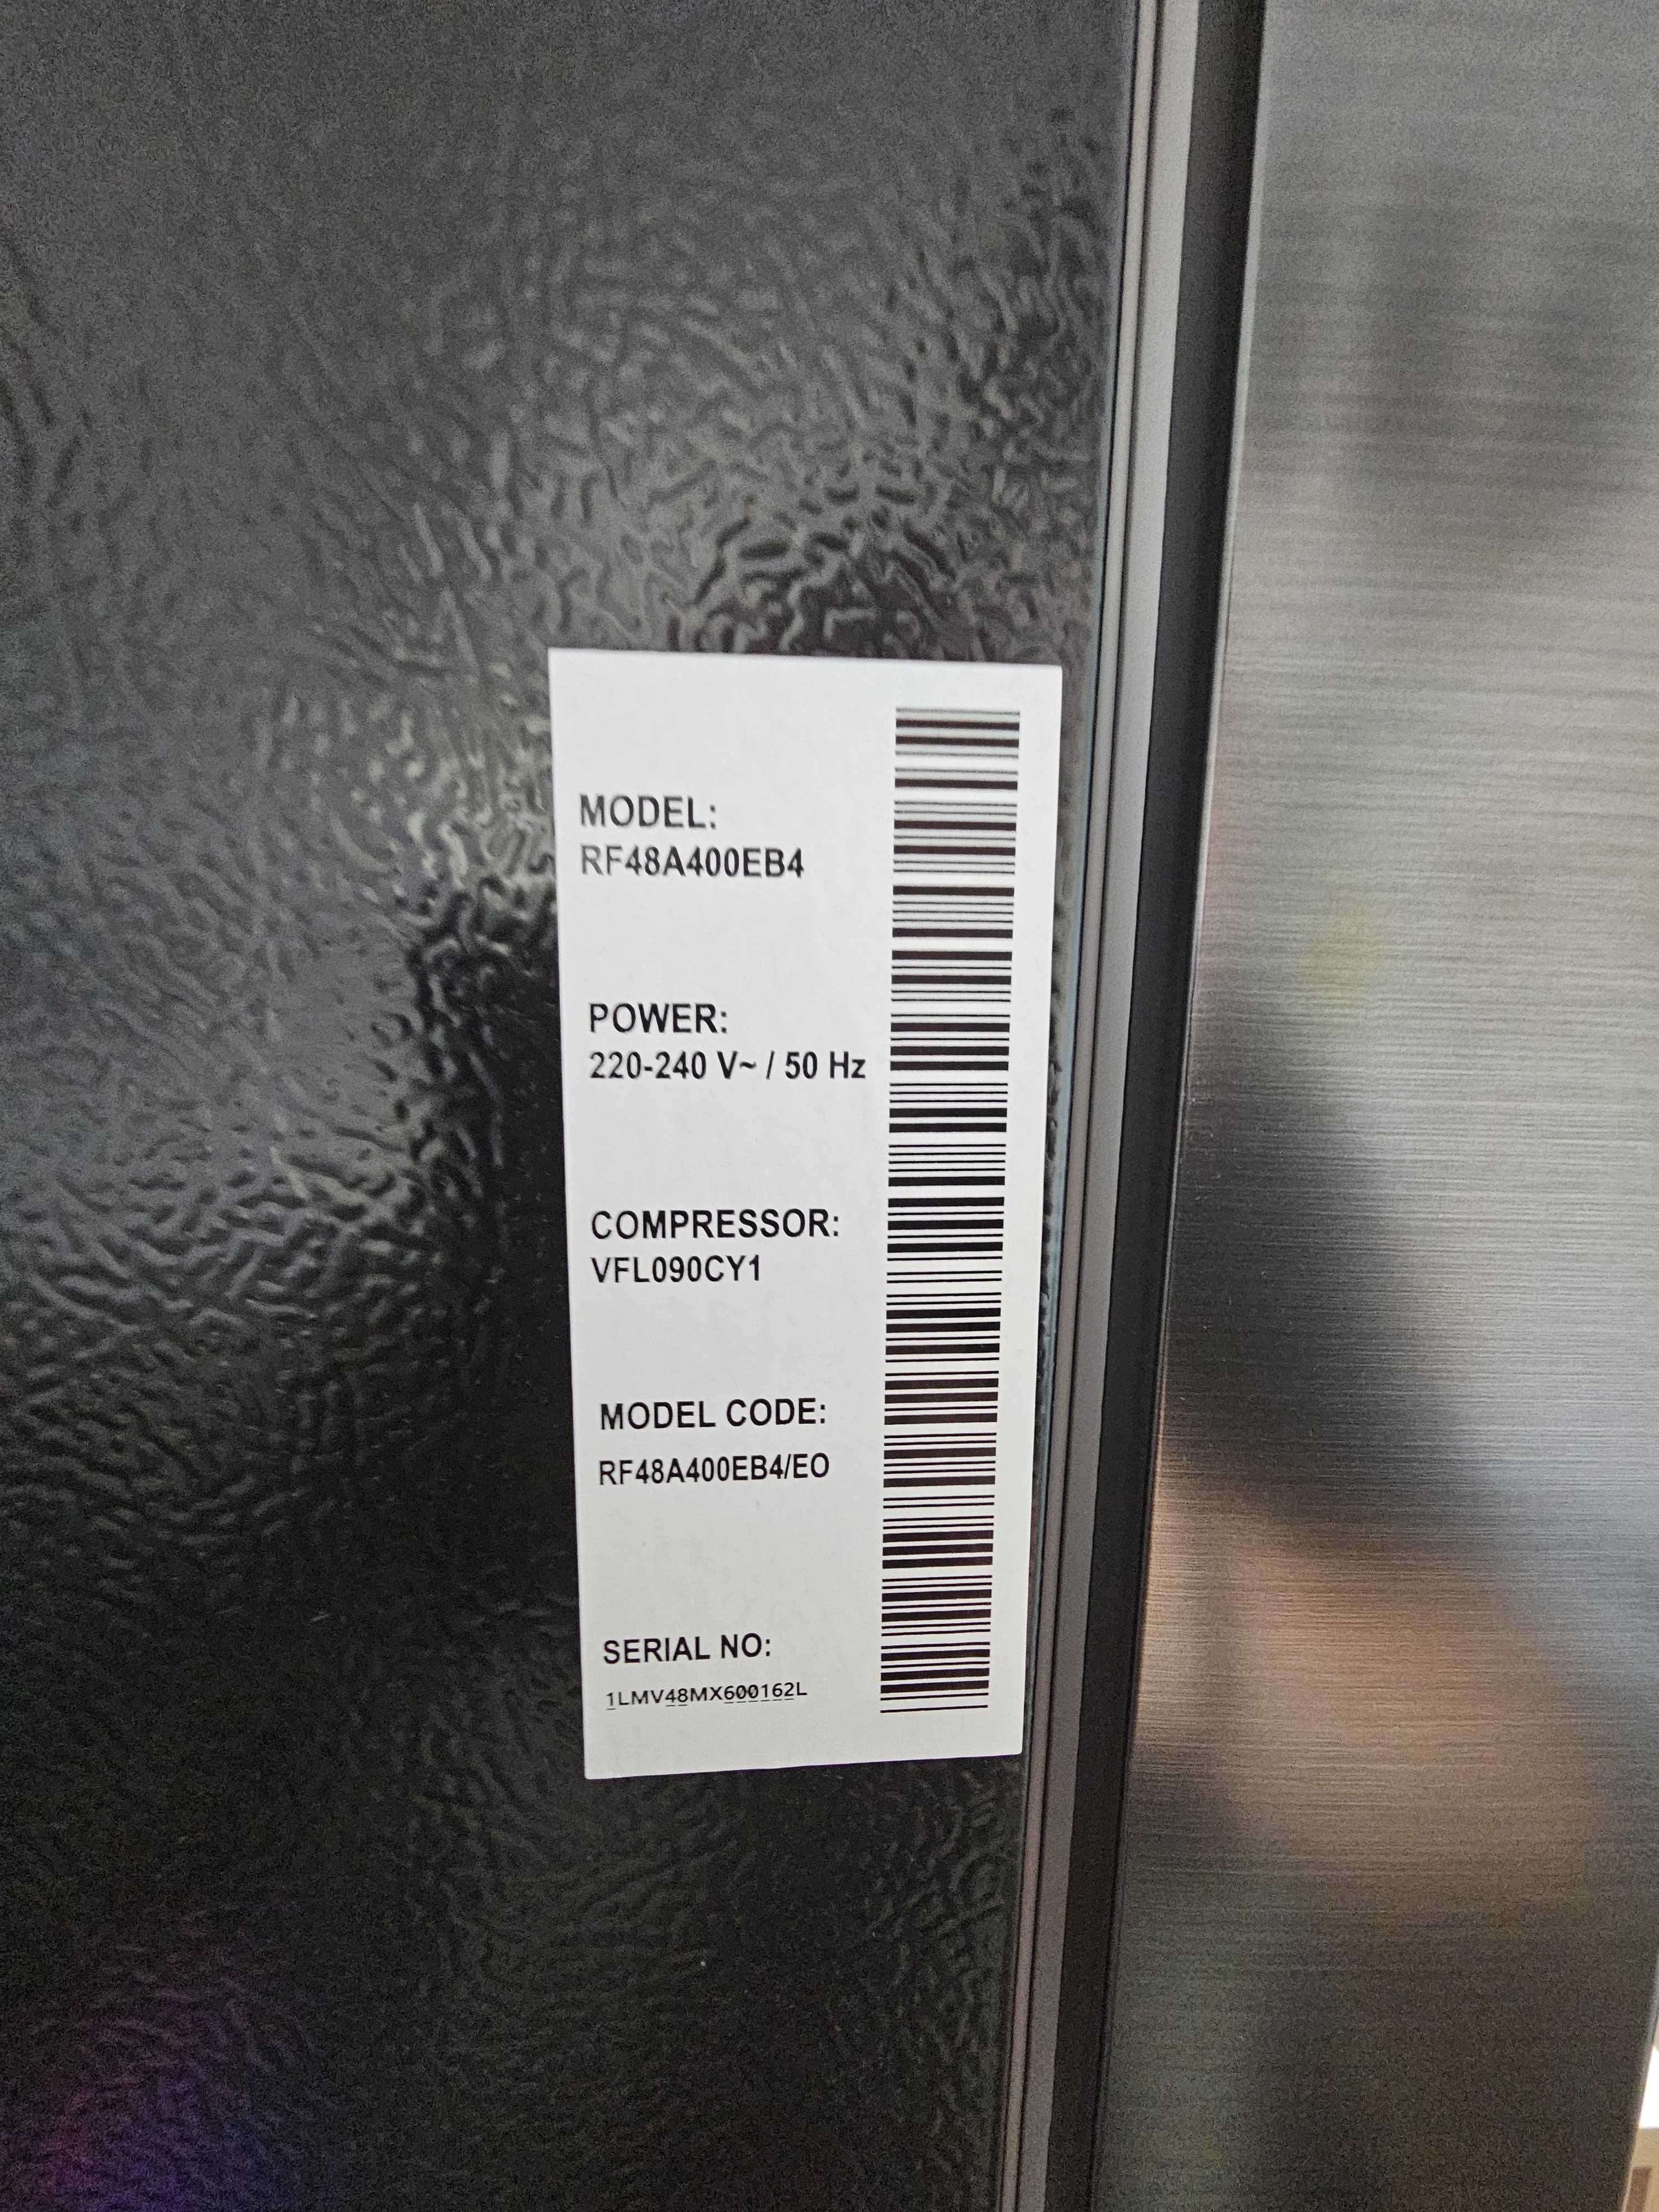 MODEL:
RF48A400EB4
POWER:
220-240 V~ / 50 Hz
COMPRESSOR:
VFL090CY1
MODEL CODE:
RF48A400EB4/EO
SERIAL NO:
1LMV48MX600162L